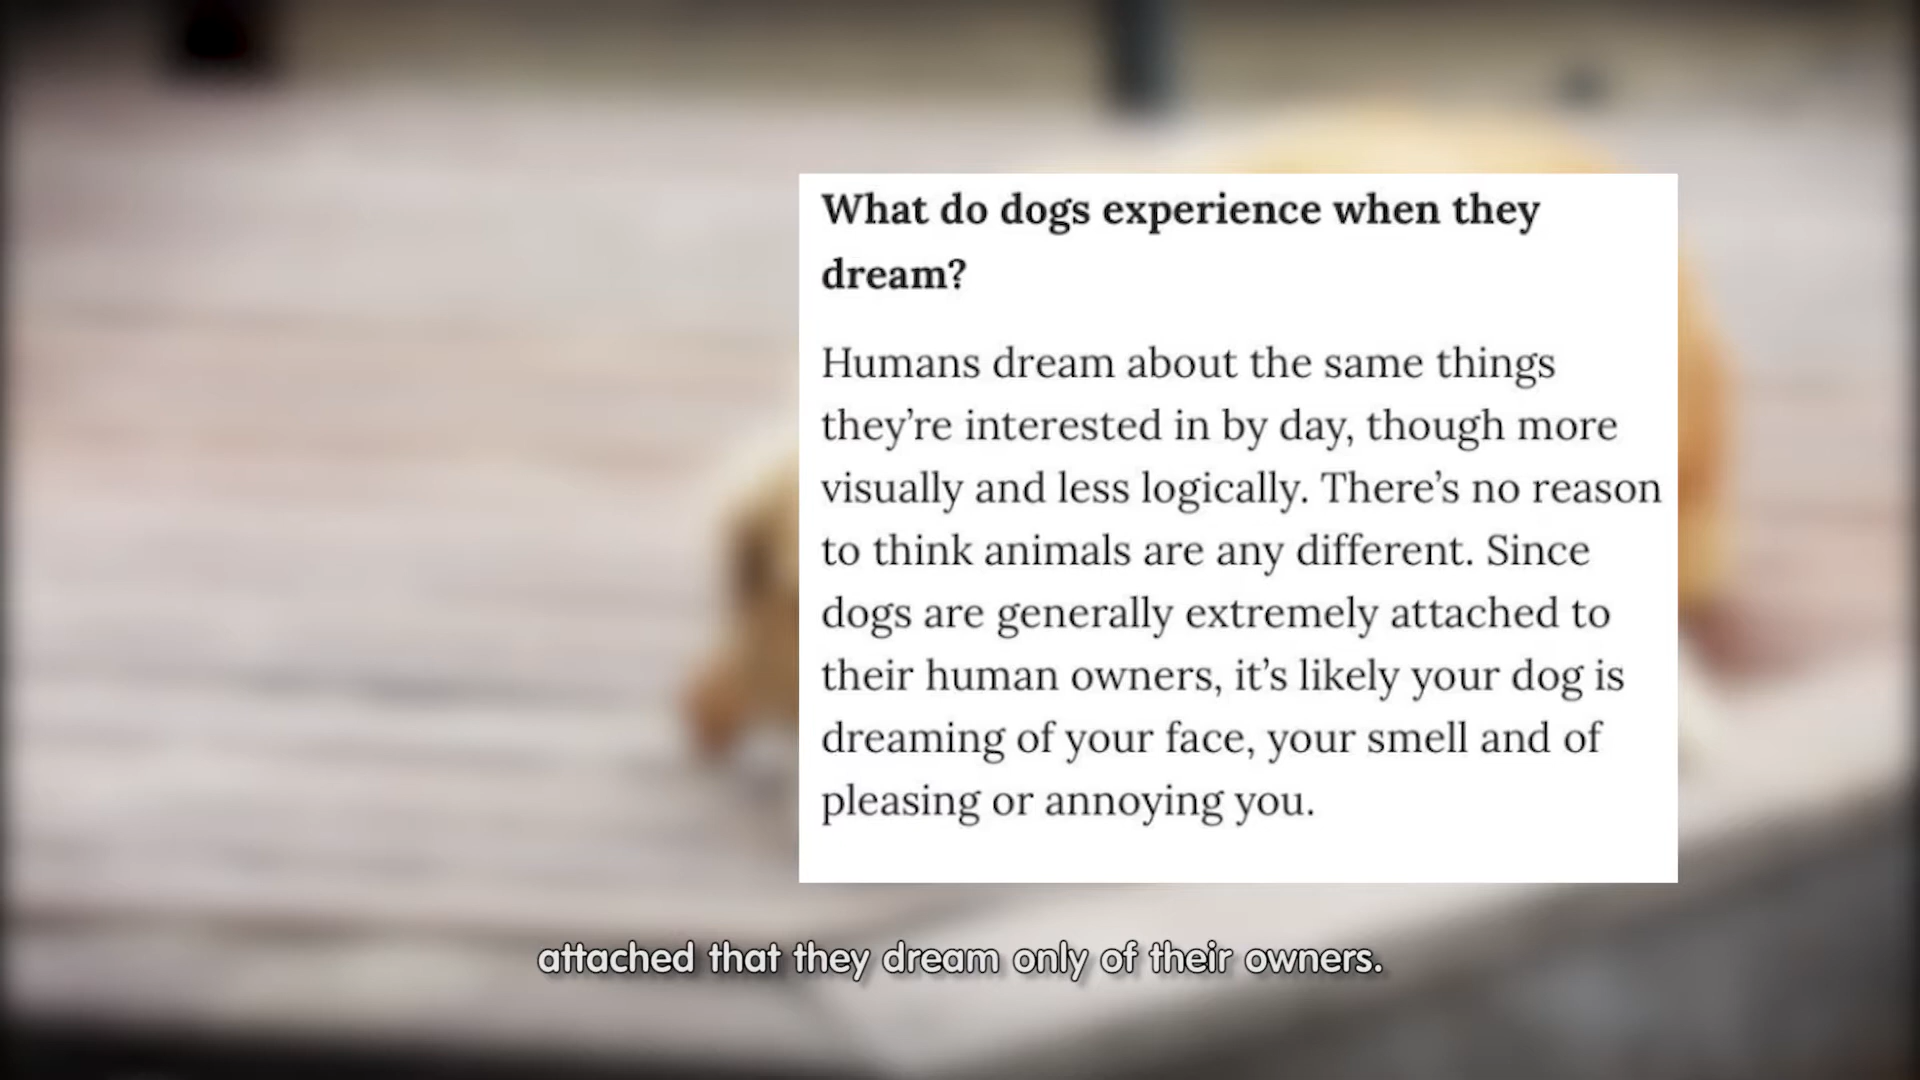 What do dogs experience when they
dream?
Humans dream about the same things
they’re interested in by day, though more
visually and less logically. There’s no reason
to think animals are any different. Since
dogs are generally extremely attached to
their human owners, it’s likely your dog is
dreaming of your face, your smell and of
pleasing or annoying you.
attached that they dream only of their owners.